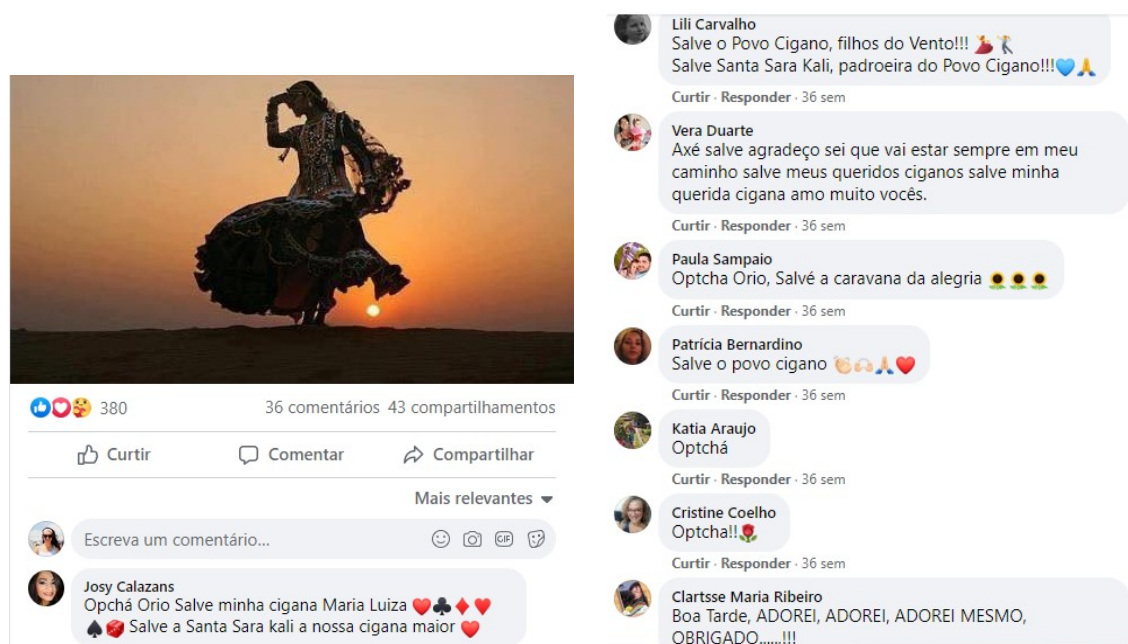 380
36 comentários 43 compartilhamentos
Curtir Comentar Compartilhar
Mais relevantes
Escreva um comentário...
GIF
Josy Calazans
Opchá Orio Salve minha cigana Maria Luiza ❤️♣️♦️♥️
♠️🎲 Salve a Santa Sara kali a nossa cigana maior ❤️
Lili Carvalho
Salve o Povo Cigano, filhos do Vento!!! 💃🕺
Salve Santa Sara Kali, padroeira do Povo Cigano!!!💙🙏
Curtir · Responder · 36 sem
Vera Duarte
Axé salve agradeço sei que vai estar sempre em meu
caminho salve meus queridos ciganos salve minha
querida cigana amo muito vocês.
Curtir · Responder · 36 sem
Paula Sampaio
Optcha Orio, Salvé a caravana da alegria 🌻🌻🌻
Curtir · Responder · 36 sem
Patrícia Bernardino
Salve o povo cigano 👏🏻🙌🏻🙏🏻❤️
Curtir · Responder · 36 sem
Katia Araujo
Optchá
Curtir · Responder · 36 sem
Cristine Coelho
Optcha!!🌹
Curtir · Responder · 36 sem
Clartsse Maria Ribeiro
Boa Tarde, ADOREI, ADOREI, ADOREI MESMO,
OBRIGADO......!!!